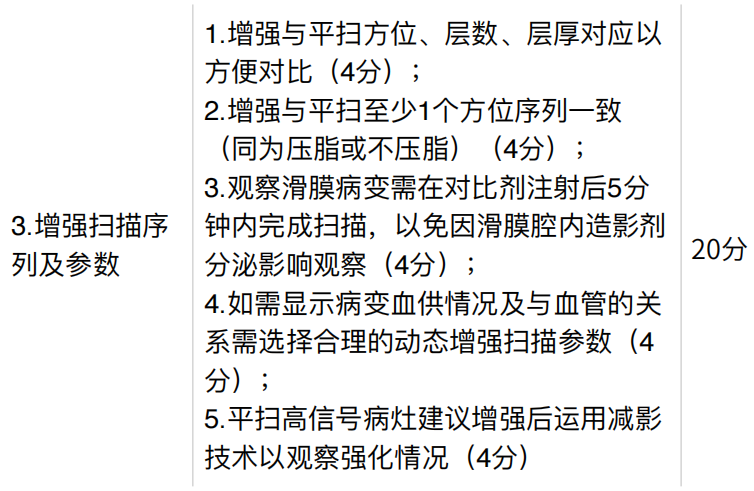 3.增强扫描序
列及参数
1.增强与平扫方位、层数、层厚对应以
方便对比（4分）；
2.增强与平扫至少1个方位序列一致
（同为压脂或不压脂）（4分）；
3.观察滑膜病变需在对比剂注射后5分
钟内完成扫描，以免因滑膜腔内造影剂
分泌影响观察（4分）；
4.如需显示病变血供情况及与血管的关
系需选择合理的动态增强扫描参数（4
分）；
5.平扫高信号病灶建议增强后运用减影
技术以观察强化情况（4分）
20分